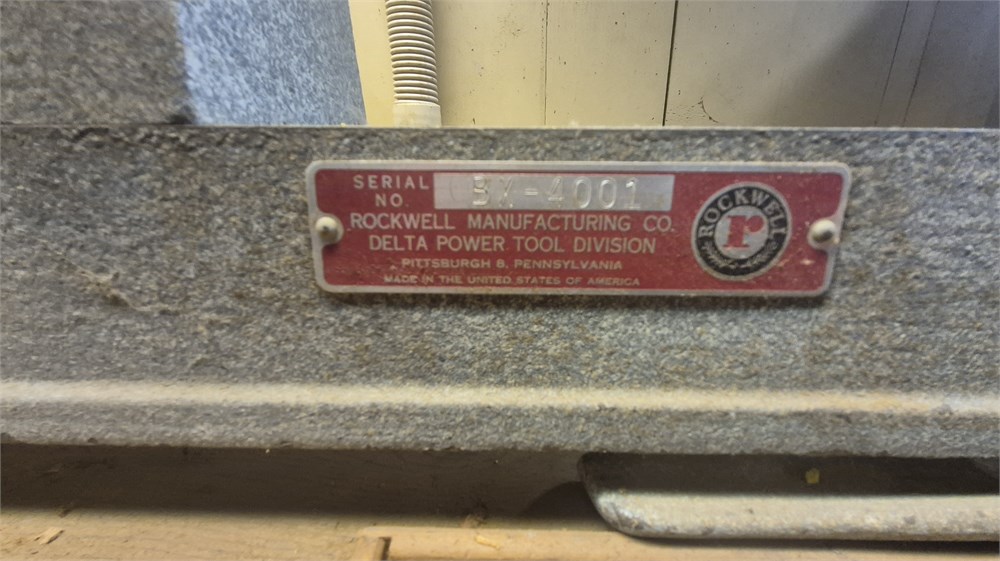 SERIAL NO. BX-4001
ROCKWELL MANUFACTURING CO.
DELTA POWER TOOL DIVISION
PITTSBURGH 8, PENNSYLVANIA
MADE IN THE UNITED STATES OF AMERICA
ROCKWELL
r